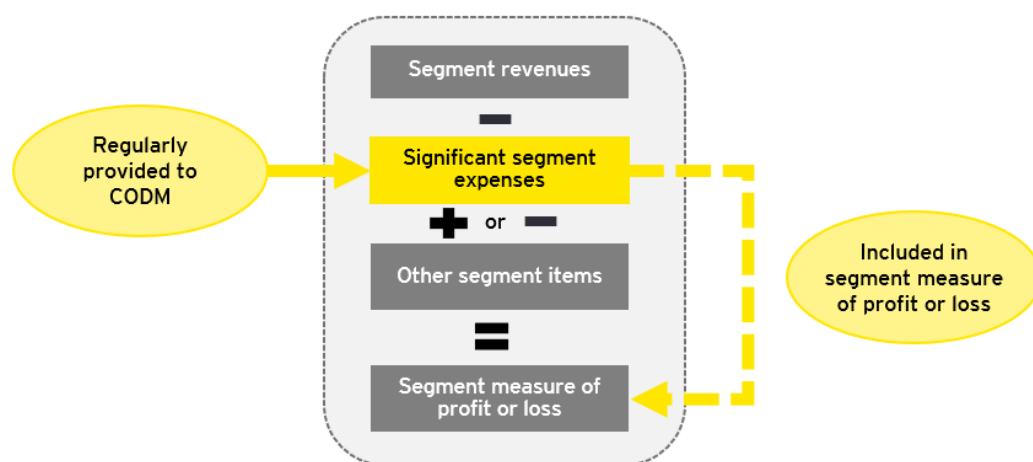 Segment revenues
Regularly
provided to
CODM
Significant segment
expenses
or
Other segment items
Included in
segment measure
of profit or loss
Segment measure of
profit or loss